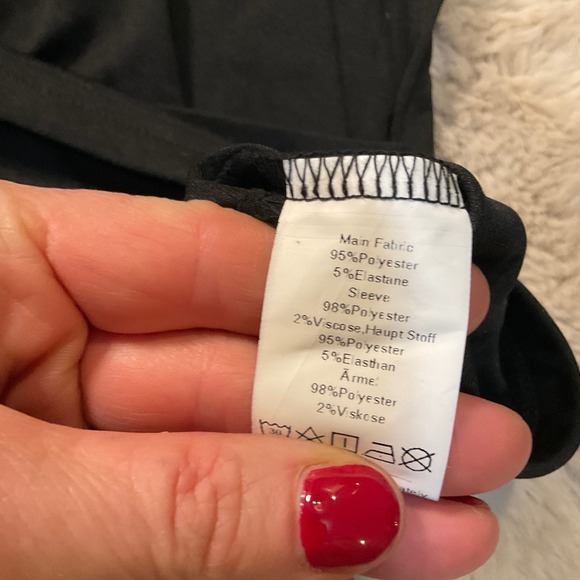 Main Fabric
95%Polyester
5%Elastane
Sleeve
98%Polyester
2%Viscose,Haupt Stoff
95%Polyester
5%Elasthan
Ärmel
98%Polyester
2%Viskose
30